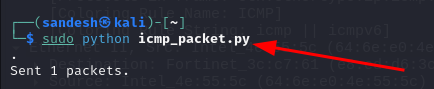 ┌──(sandesh㉿kali)-[~]
└─$ sudo python icmp_packet.py
.
Sent 1 packets.